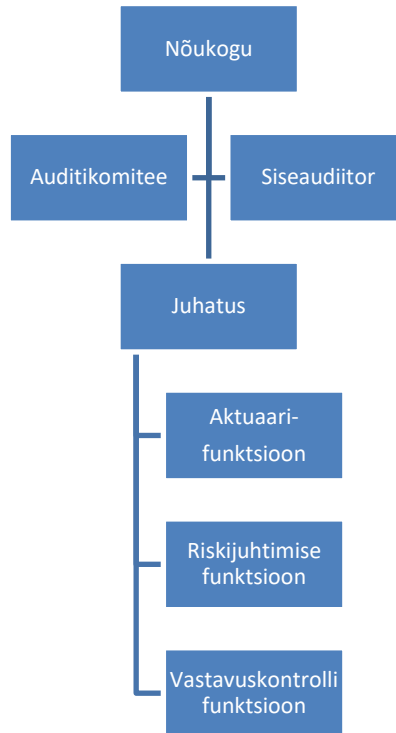 Nõukogu
Auditikomitee
Siseaudiitor
Juhatus
Aktuaari-
funktsioon
Riskijuhtimise
funktsioon
Vastavuskontrolli
funktsioon